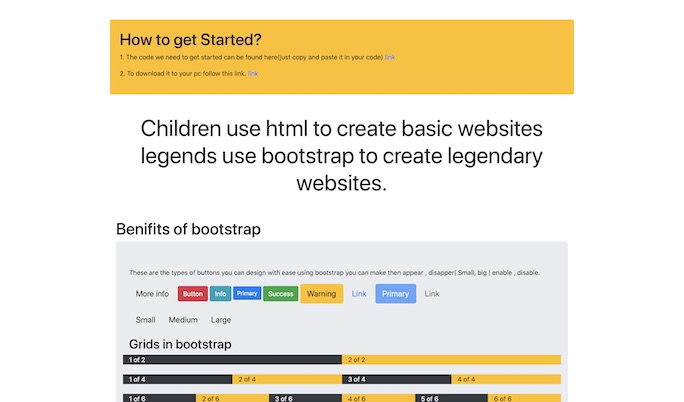 How to get Started?
1. The code we need to get started can be found here(just copy and paste it in your code) link
2. To download it to your pc follow this link. link
Children use html to create basic websites
legends use bootstrap to create legendary
websites.
Benifits of bootstrap
These are the types of buttons you can design with ease using bootstrap you can make then appear , disapper| Small, big | enable , disable.
More info Button Info Primary Success Warning Link Primary Link
Small Medium Large
Grids in bootstrap
1 of 2 2 of 2
1 of 4 2 of 4 3 of 4 4 of 4
1 of 6 2 of 6 3 of 6 4 of 6 5 of 6 6 of 6